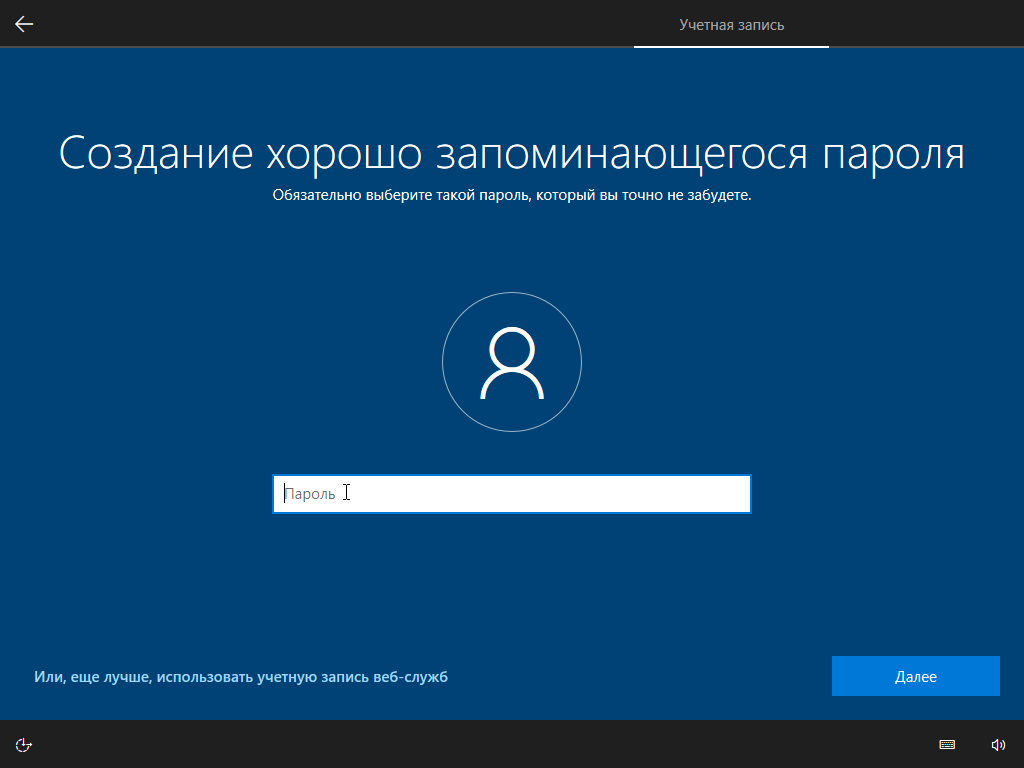 Учетная запись
Создание хорошо запоминающегося пароля
Обязательно выберите такой пароль, который вы точно не забудете.
Пароль
Или, еще лучше, использовать учетную запись веб-служб
Далее